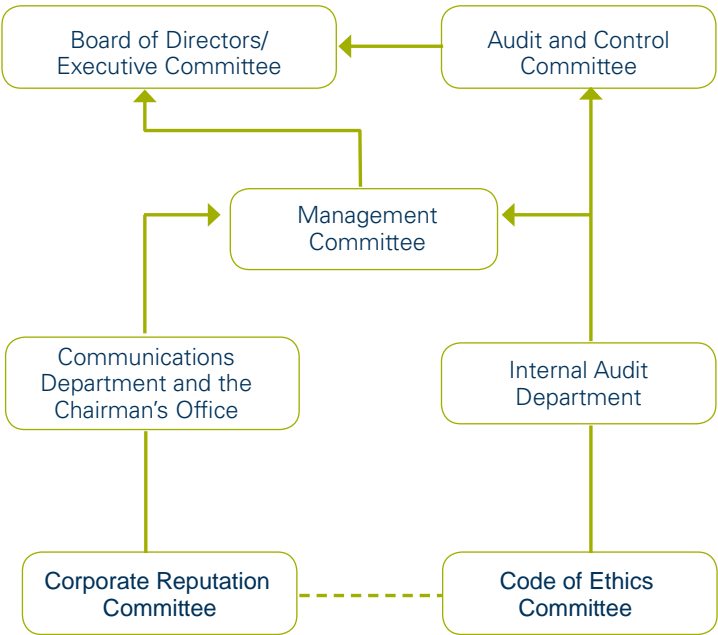 Board of Directors/
Executive Committee
Audit and Control
Committee
Management
Committee
Communications
Department and the
Chairman's Office
Internal Audit
Department
Corporate Reputation
Committee
Code of Ethics
Committee